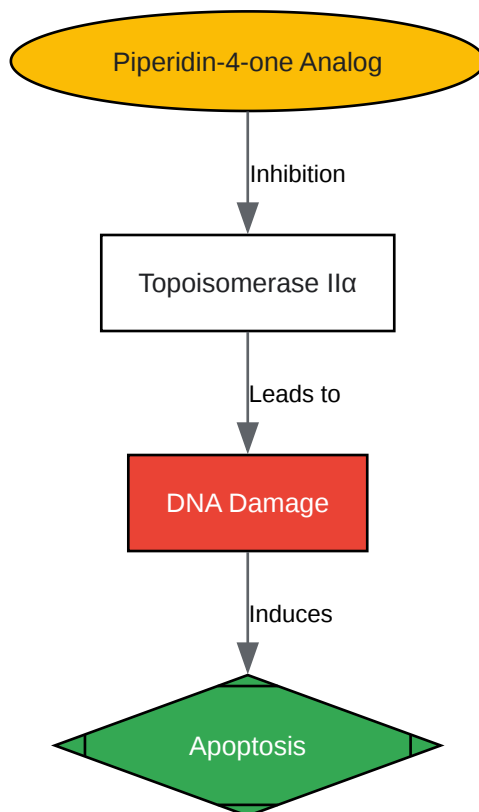 Piperidin-4-one Analog
Inhibition
Topoisomerase IIα
Leads to
DNA Damage
Induces
Apoptosis